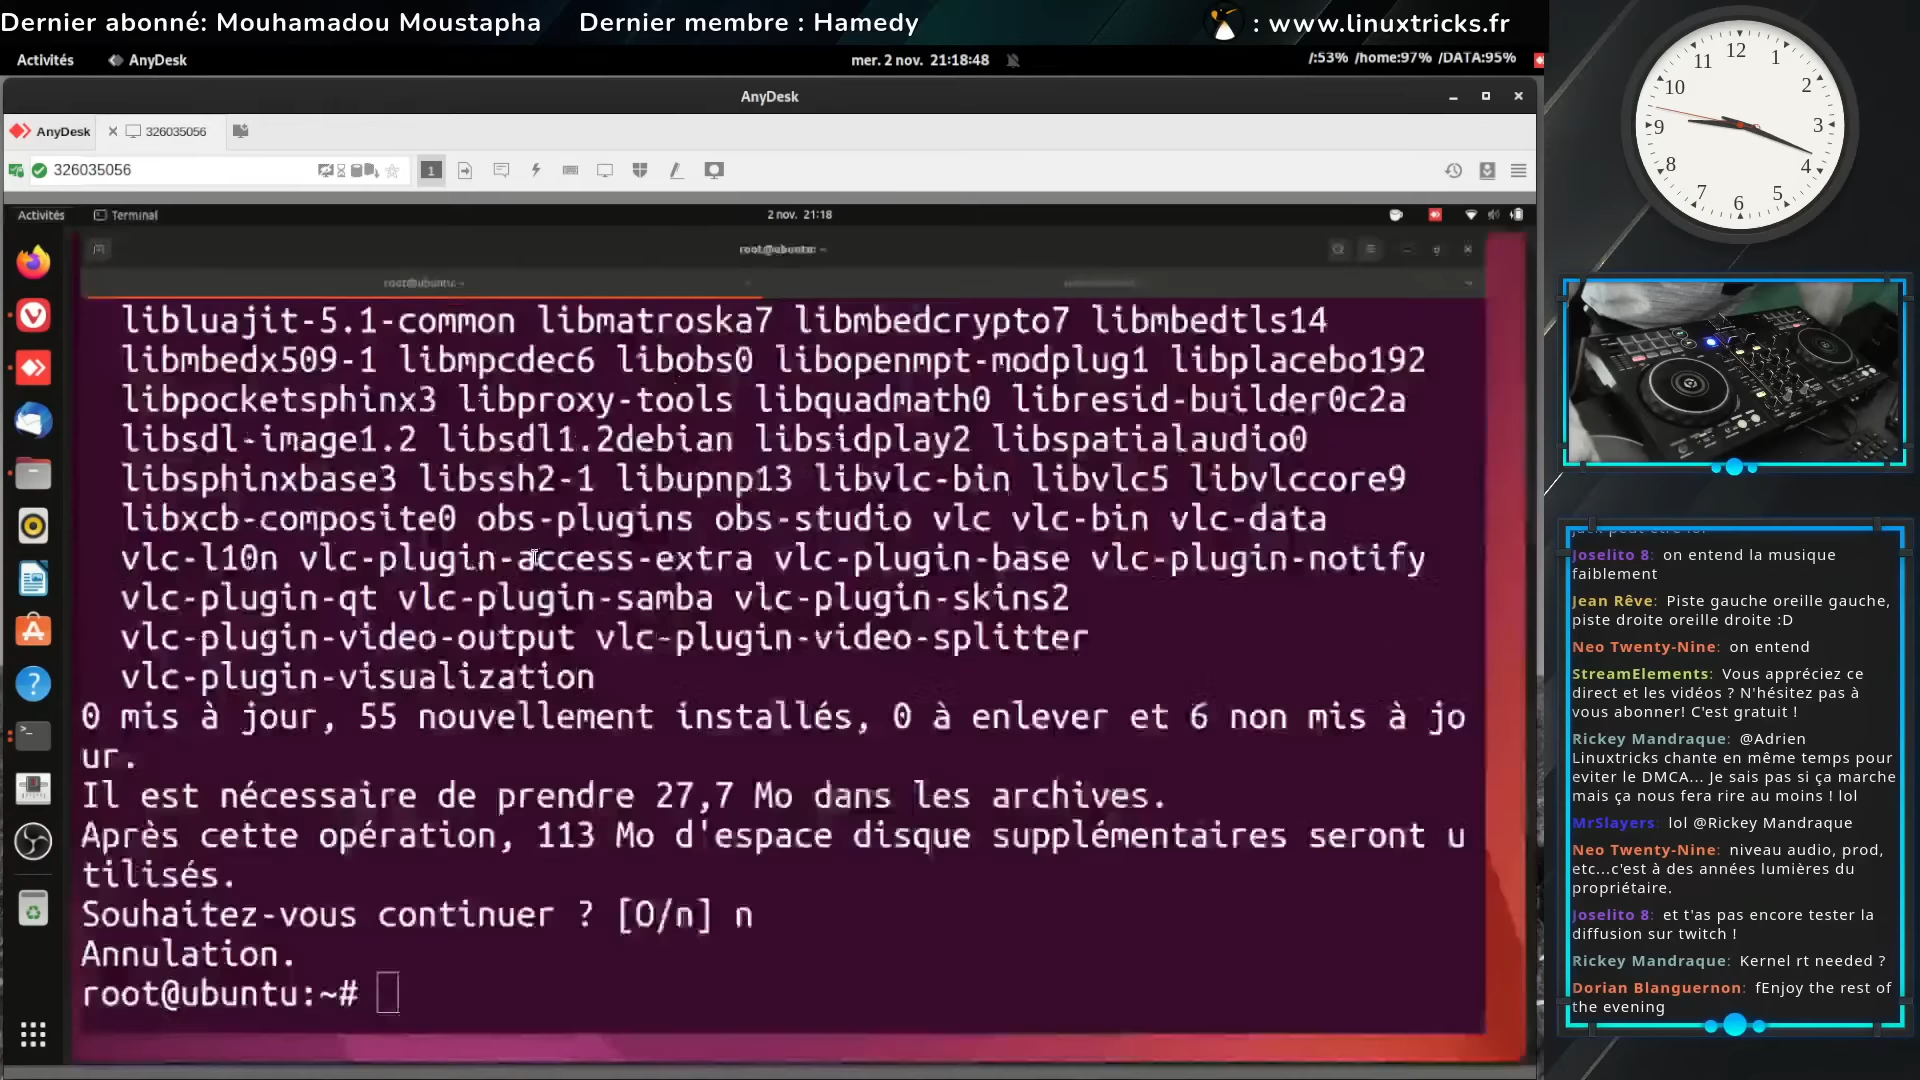 Dernier abonné: Mouhamadou Moustapha Dernier membre : Hamedy : www.linuxtricks.fr
Activités AnyDesk mer. 2 nov. 21:18:48 /:53% /home:97% /DATA:95%
AnyDesk
AnyDesk 326035056
326035056 1
Activités Terminal 2 nov. 21:18
root@ubuntu: ~
root@ubuntu: ~
libluajit-5.1-common libmatroska7 libmbedcrypto7 libmbedtls14
libmbedx509-1 libmpcdec6 libobs0 libopenmpt-modplug1 libplacebo192
libpocketsphinx3 libproxy-tools libquadmath0 libresid-builder0c2a
libsdl-image1.2 libsdl1.2debian libsidplay2 libspatialaudio0
libsphinxbase3 libssh2-1 libupnp13 libvlc-bin libvlc5 libvlccore9
libxcb-composite0 obs-plugins obs-studio vlc vlc-bin vlc-data
vlc-l10n vlc-plugin-access-extra vlc-plugin-base vlc-plugin-notify
vlc-plugin-qt vlc-plugin-samba vlc-plugin-skins2
vlc-plugin-video-output vlc-plugin-video-splitter
vlc-plugin-visualization
0 mis à jour, 55 nouvellement installés, 0 à enlever et 6 non mis à jo
ur.
Il est nécessaire de prendre 27,7 Mo dans les archives.
Après cette opération, 113 Mo d'espace disque supplémentaires seront u
tilisés.
Souhaitez-vous continuer ? [O/n] n
Annulation.
root@ubuntu:~#
12
1
2
3
4
5
6
7
8
9
10
11
Joselito 8: on entend la musique
faiblement
Jean Rêve: Piste gauche oreille gauche,
piste droite oreille droite :D
Neo Twenty-Nine: on entend
StreamElements: Vous appréciez ce
direct et les vidéos ? N'hésitez pas à
vous abonner! C'est gratuit !
Rickey Mandraque: @Adrien
Linuxtricks chante en même temps pour
eviter le DMCA... Je sais pas si ça marche
mais ça nous fera rire au moins ! lol
MrSlayers: lol @Rickey Mandraque
Neo Twenty-Nine: niveau audio, prod,
etc...c'est à des années lumières du
propriétaire.
Joselito 8: et t'as pas encore tester la
diffusion sur twitch !
Rickey Mandraque: Kernel rt needed ?
Dorian Blanguernon: fEnjoy the rest of
the evening